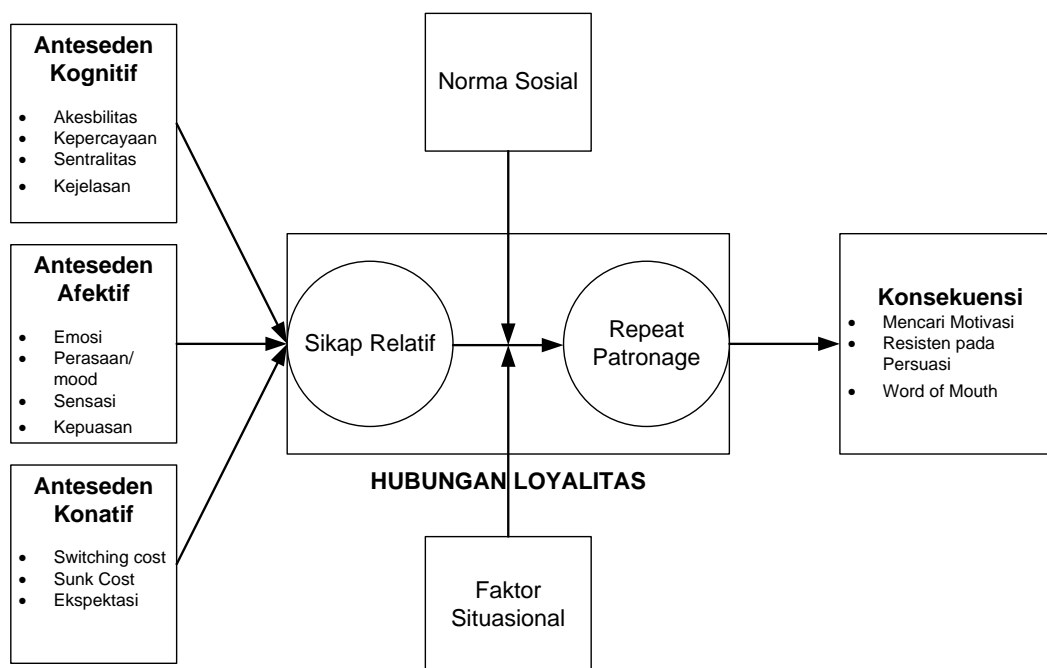 Anteseden
Kognitif
• Akesbilitas
• Kepercayaan
• Sentralitas
• Kejelasan
Anteseden
Afektif
• Emosi
• Perasaan/
mood
• Sensasi
• Kepuasan
Anteseden
Konatif
• Switching cost
• Sunk Cost
• Ekspektasi
Norma Sosial
Sikap Relatif
Repeat
Patronage
HUBUNGAN LOYALITAS
Faktor
Situasional
Konsekuensi
• Mencari Motivasi
• Resisten pada
Persuasi
• Word of Mouth